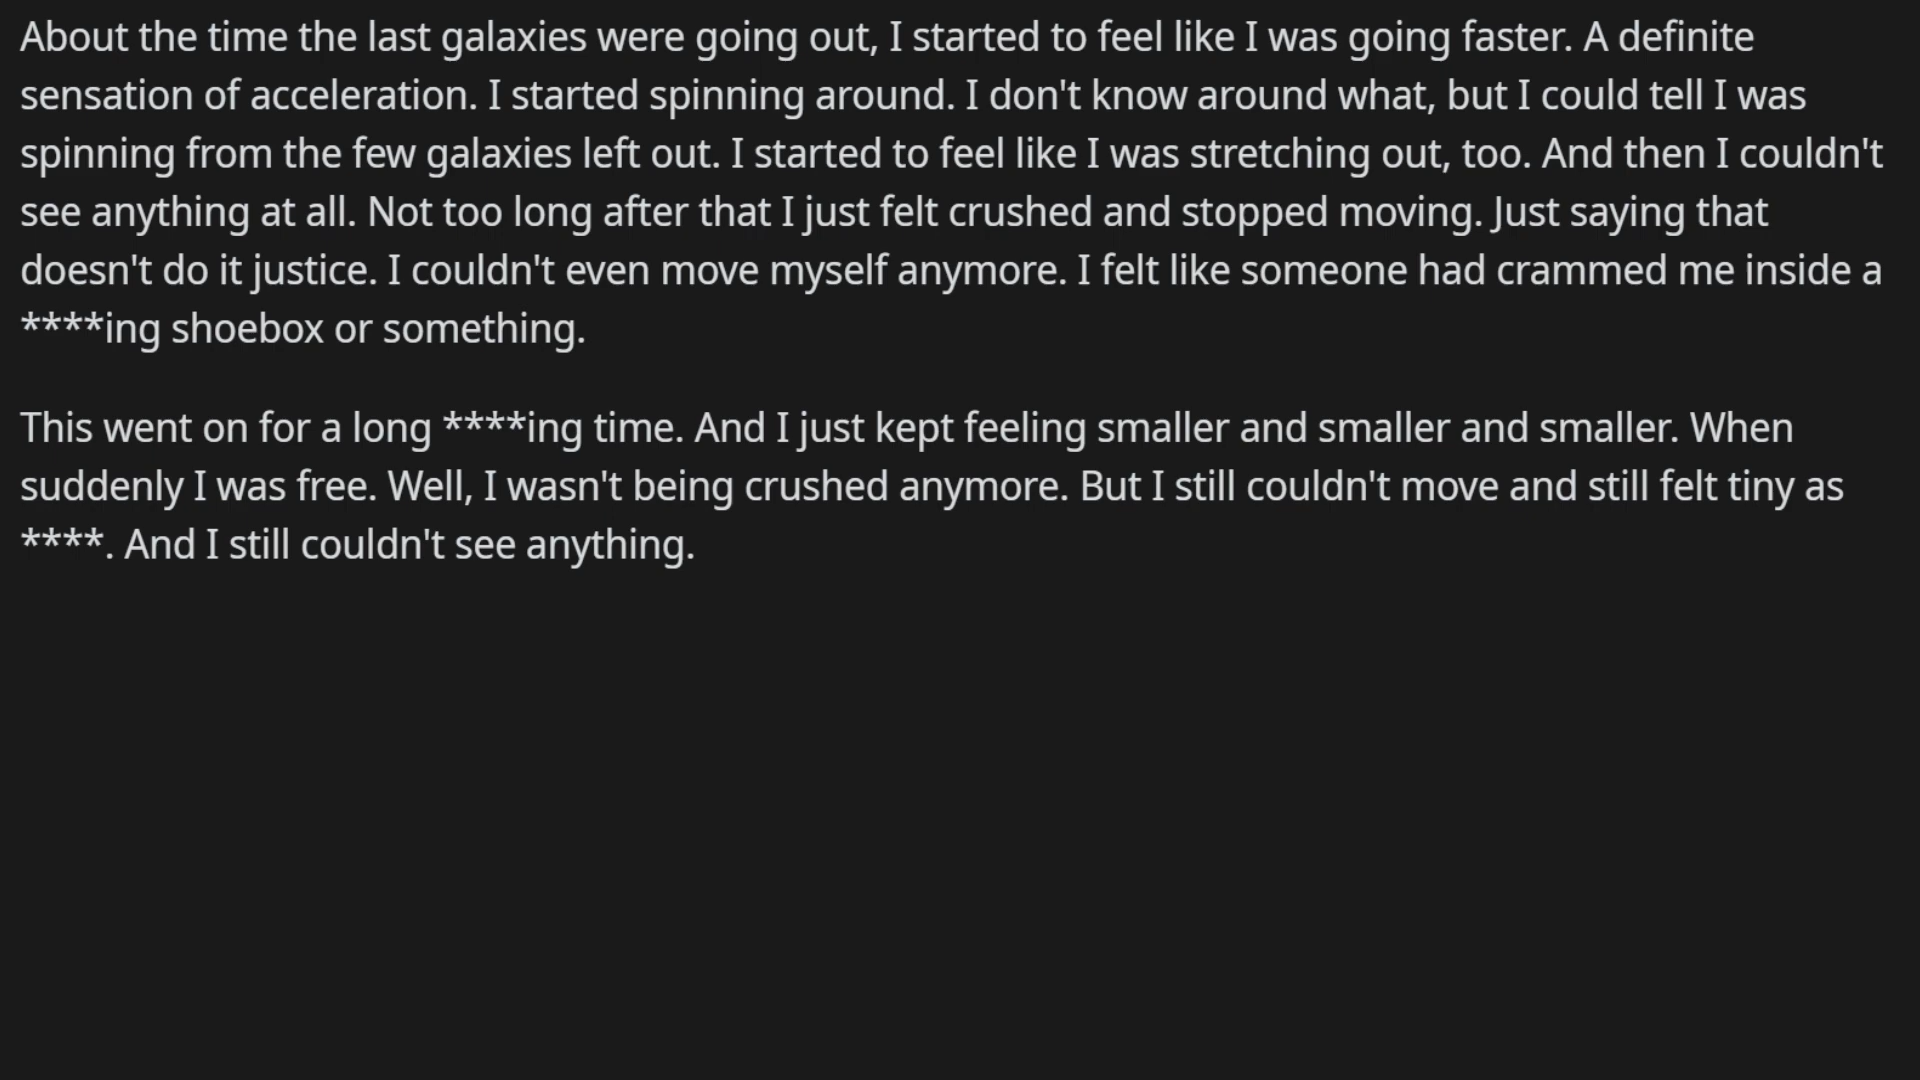 About the time the last galaxies were going out, I started to feel like I was going faster. A definite
sensation of acceleration. I started spinning around. I don't know around what, but I could tell I was
spinning from the few galaxies left out. I started to feel like I was stretching out, too. And then I couldn't
see anything at all. Not too long after that I just felt crushed and stopped moving. Just saying that
doesn't do it justice. I couldn't even move myself anymore. I felt like someone had crammed me inside a
****ing shoebox or something.
This went on for a long ****ing time. And I just kept feeling smaller and smaller and smaller. When
suddenly I was free. Well, I wasn't being crushed anymore. But I still couldn't move and still felt tiny as
****. And I still couldn't see anything.